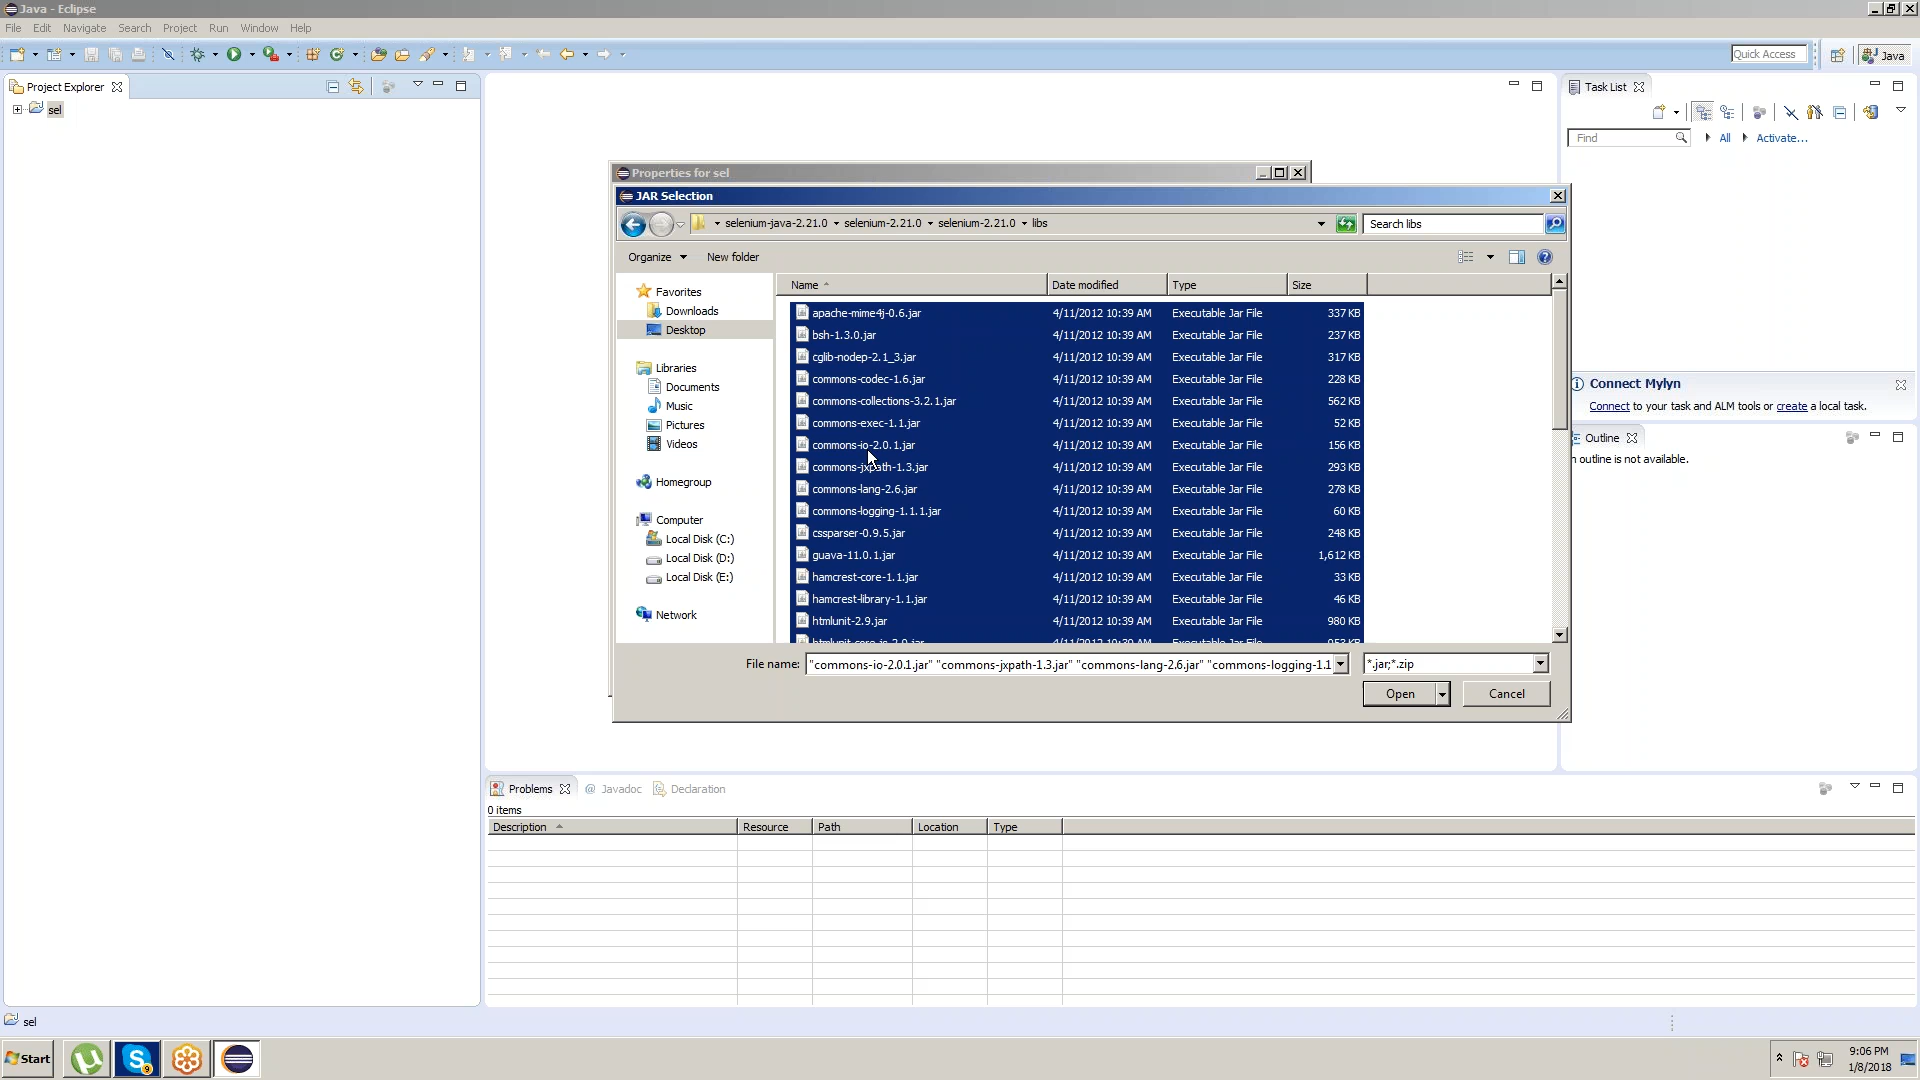 Java - Eclipse
File Edit Navigate Search Project Run Window Help
Quick Access
Java
Project Explorer
sel
Task List
Find
All
Activate...
Properties for sel
JAR Selection
selenium-java-2.21.0 selenium-2.21.0 selenium-2.21.0 libs
Search libs
Organize New folder
Favorites
Downloads
Desktop
Libraries
Documents
Music
Pictures
Videos
Homegroup
Computer
Local Disk (C:)
Local Disk (D:)
Local Disk (E:)
Network
Name Date modified Type Size
apache-mime4j-0.6.jar 4/11/2012 10:39 AM Executable Jar File 337 KB
bsh-1.3.0.jar 4/11/2012 10:39 AM Executable Jar File 237 KB
cglib-nodep-2.1_3.jar 4/11/2012 10:39 AM Executable Jar File 317 KB
commons-codec-1.6.jar 4/11/2012 10:39 AM Executable Jar File 228 KB
commons-collections-3.2.1.jar 4/11/2012 10:39 AM Executable Jar File 562 KB
commons-exec-1.1.jar 4/11/2012 10:39 AM Executable Jar File 52 KB
commons-io-2.0.1.jar 4/11/2012 10:39 AM Executable Jar File 156 KB
commons-jxpath-1.3.jar 4/11/2012 10:39 AM Executable Jar File 293 KB
commons-lang-2.6.jar 4/11/2012 10:39 AM Executable Jar File 278 KB
commons-logging-1.1.1.jar 4/11/2012 10:39 AM Executable Jar File 60 KB
cssparser-0.9.5.jar 4/11/2012 10:39 AM Executable Jar File 248 KB
guava-11.0.1.jar 4/11/2012 10:39 AM Executable Jar File 1,612 KB
hamcrest-core-1.1.jar 4/11/2012 10:39 AM Executable Jar File 33 KB
hamcrest-library-1.1.jar 4/11/2012 10:39 AM Executable Jar File 46 KB
htmlunit-2.9.jar 4/11/2012 10:39 AM Executable Jar File 980 KB
File name: "commons-io-2.0.1.jar" "commons-jxpath-1.3.jar" "commons-lang-2.6.jar" "commons-logging-1.1
*.jar;*.zip
Open Cancel
Connect Mylyn
Connect to your task and ALM tools or create a local task.
Outline
n outline is not available.
Problems @ Javadoc Declaration
0 items
Description Resource Path Location Type
sel
Start
9
9:06 PM
1/8/2018